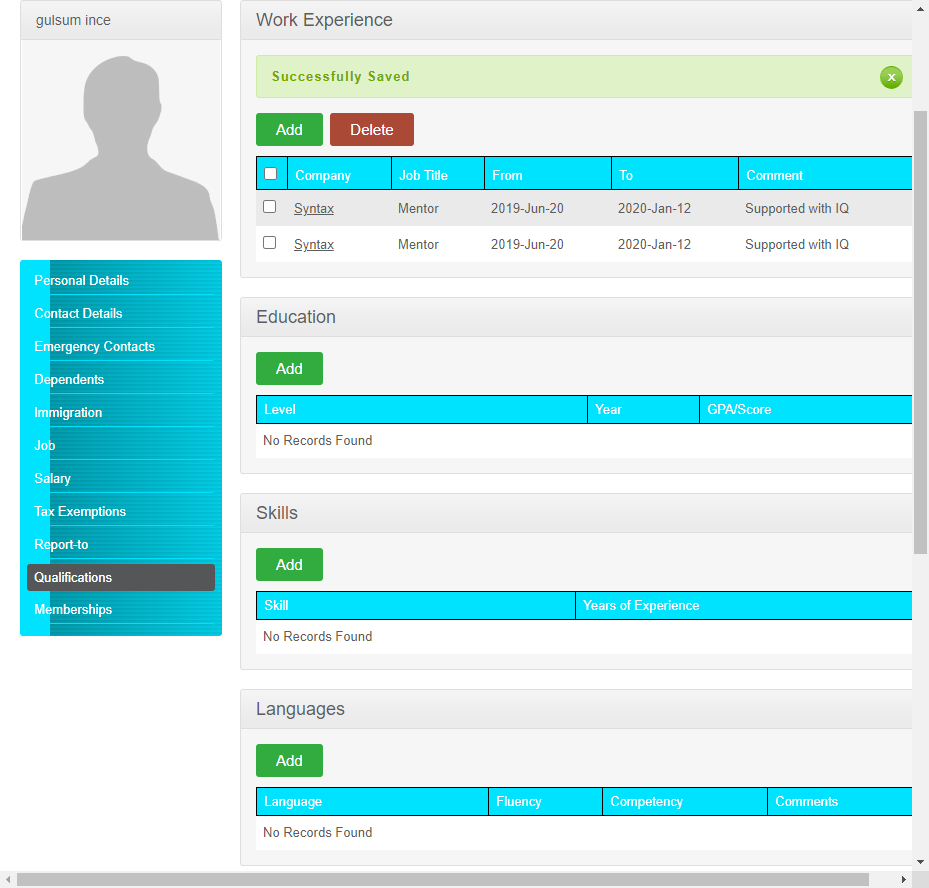 gulsum ince
Personal Details
Contact Details
Emergency Contacts
Dependents
Immigration
Job
Salary
Tax Exemptions
Report-to
Qualifications
Memberships
Work Experience
Successfully Saved
x
Add Delete
Company Job Title From To Comment
Syntax Mentor 2019-Jun-20 2020-Jan-12 Supported with IQ
Syntax Mentor 2019-Jun-20 2020-Jan-12 Supported with IQ
Education
Add
Level Year GPA/Score
No Records Found
Skills
Add
Skill Years of Experience
No Records Found
Languages
Add
Language Fluency Competency Comments
No Records Found